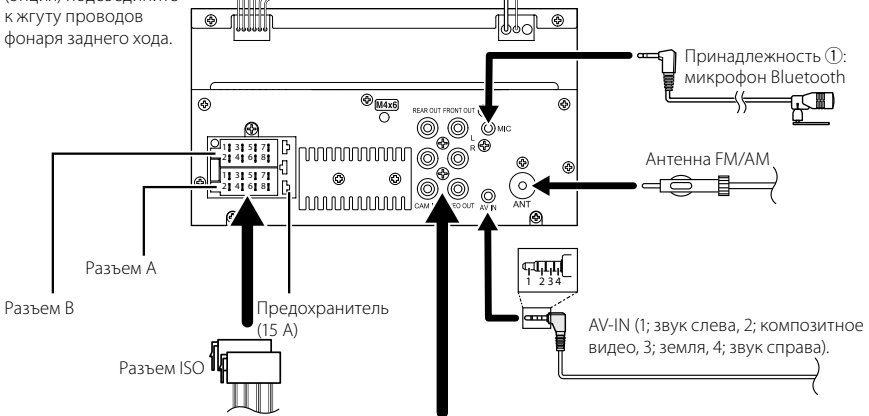 к жгуту проводов
фонаря заднего хода.
Принадлежность ①:
микрофон Bluetooth
M4x6
REAR OUT FRONT OUT
MIC
L
R
1 3 5 7
2 4 6 8
1 3 5 7
2 4 6 8
Антенна FM/AM
ANT
CAM
OUT
AV IN
Разъем A
Разъем B
Предохранитель
(15 A)
1 2 3 4
AV-IN (1; звук слева, 2; композитное
видео, 3; земля, 4; звук справа).
Разъем ISO